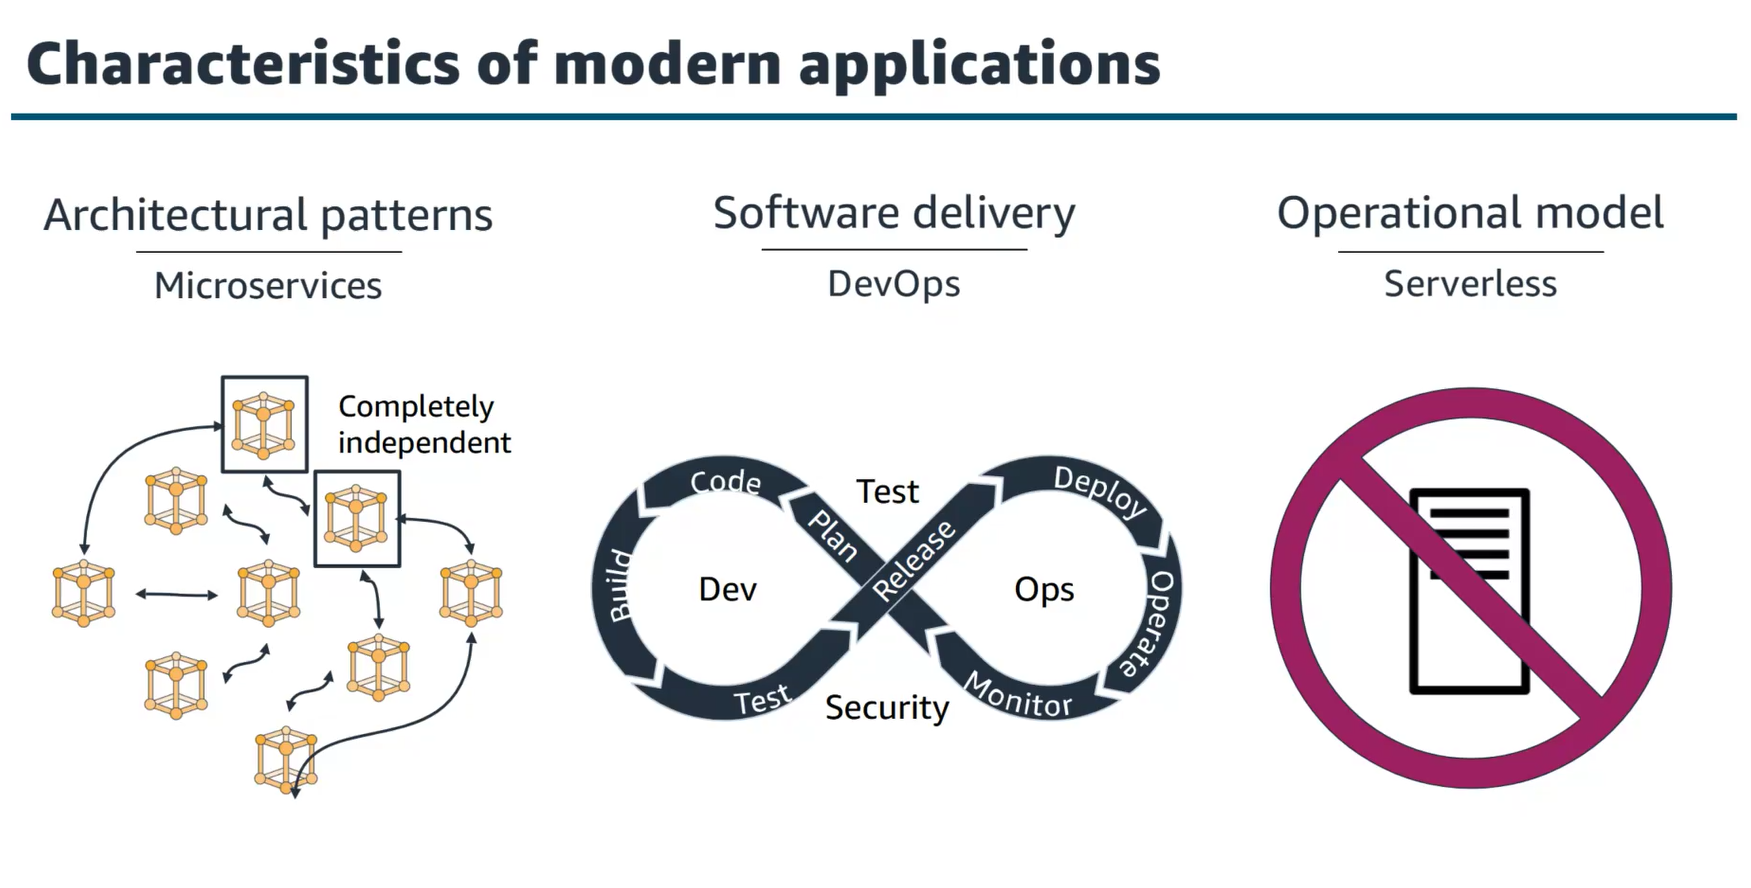 Characteristics of modern applications
Architectural patterns
Microservices
Completely
independent
Software delivery
DevOps
Code
Plan
Build
Dev
Test
Test
Release
Security
Deploy
Ops
Operate
Monitor
Operational model
Serverless